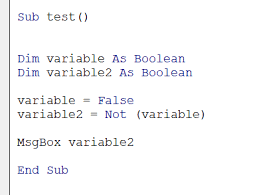 Sub test()
Dim variable As Boolean
Dim variable2 As Boolean
variable = False
variable2 = Not (variable)
MsgBox variable2
End Sub